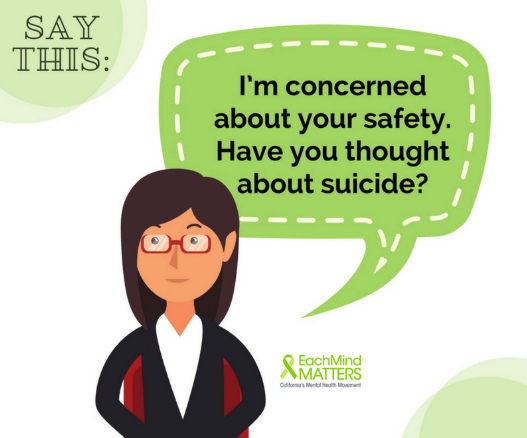 SAY
THIS:
I'm concerned
about your safety.
Have you thought
about suicide?
EachMind
MATTERS
California's Mental Health Movement